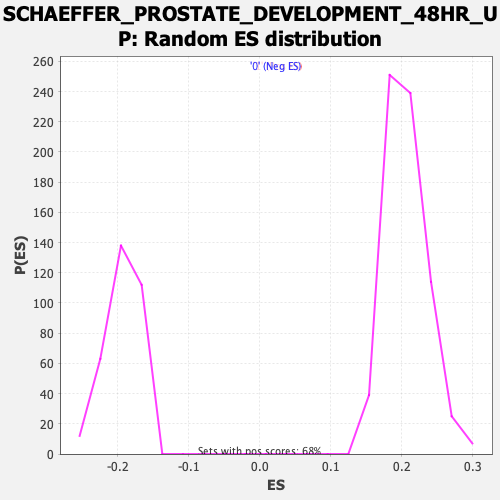 SCHAEFFER_PROSTATE_DEVELOPMENT_48HR_U
P: Random ES distribution
'0' (Neg ES)
260
240
220
200
180
160
140
120
100
80
60
40
20
0
P(ES)
Sets with pos scores: 68%
-0.2 -0.1 0.0 0.1 0.2 0.3
ES